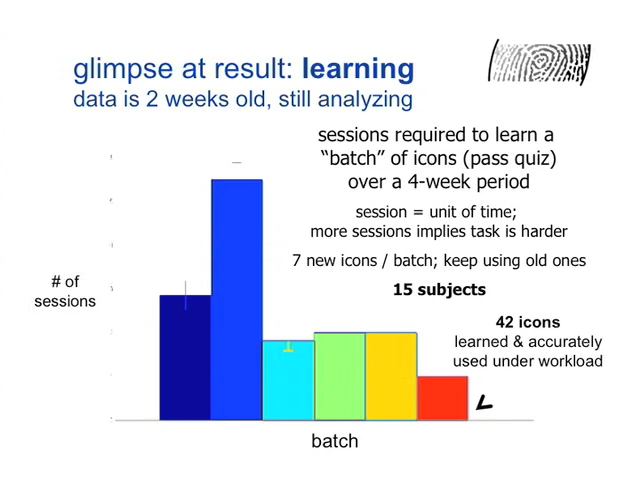 glimpse at result: learning
data is 2 weeks old, still analyzing
sessions required to learn a
“batch” of icons (pass quiz)
over a 4-week period
session = unit of time;
more sessions implies task is harder
7 new icons / batch; keep using old ones
15 subjects
# of
sessions
42 icons
learned & accurately
used under workload
batch